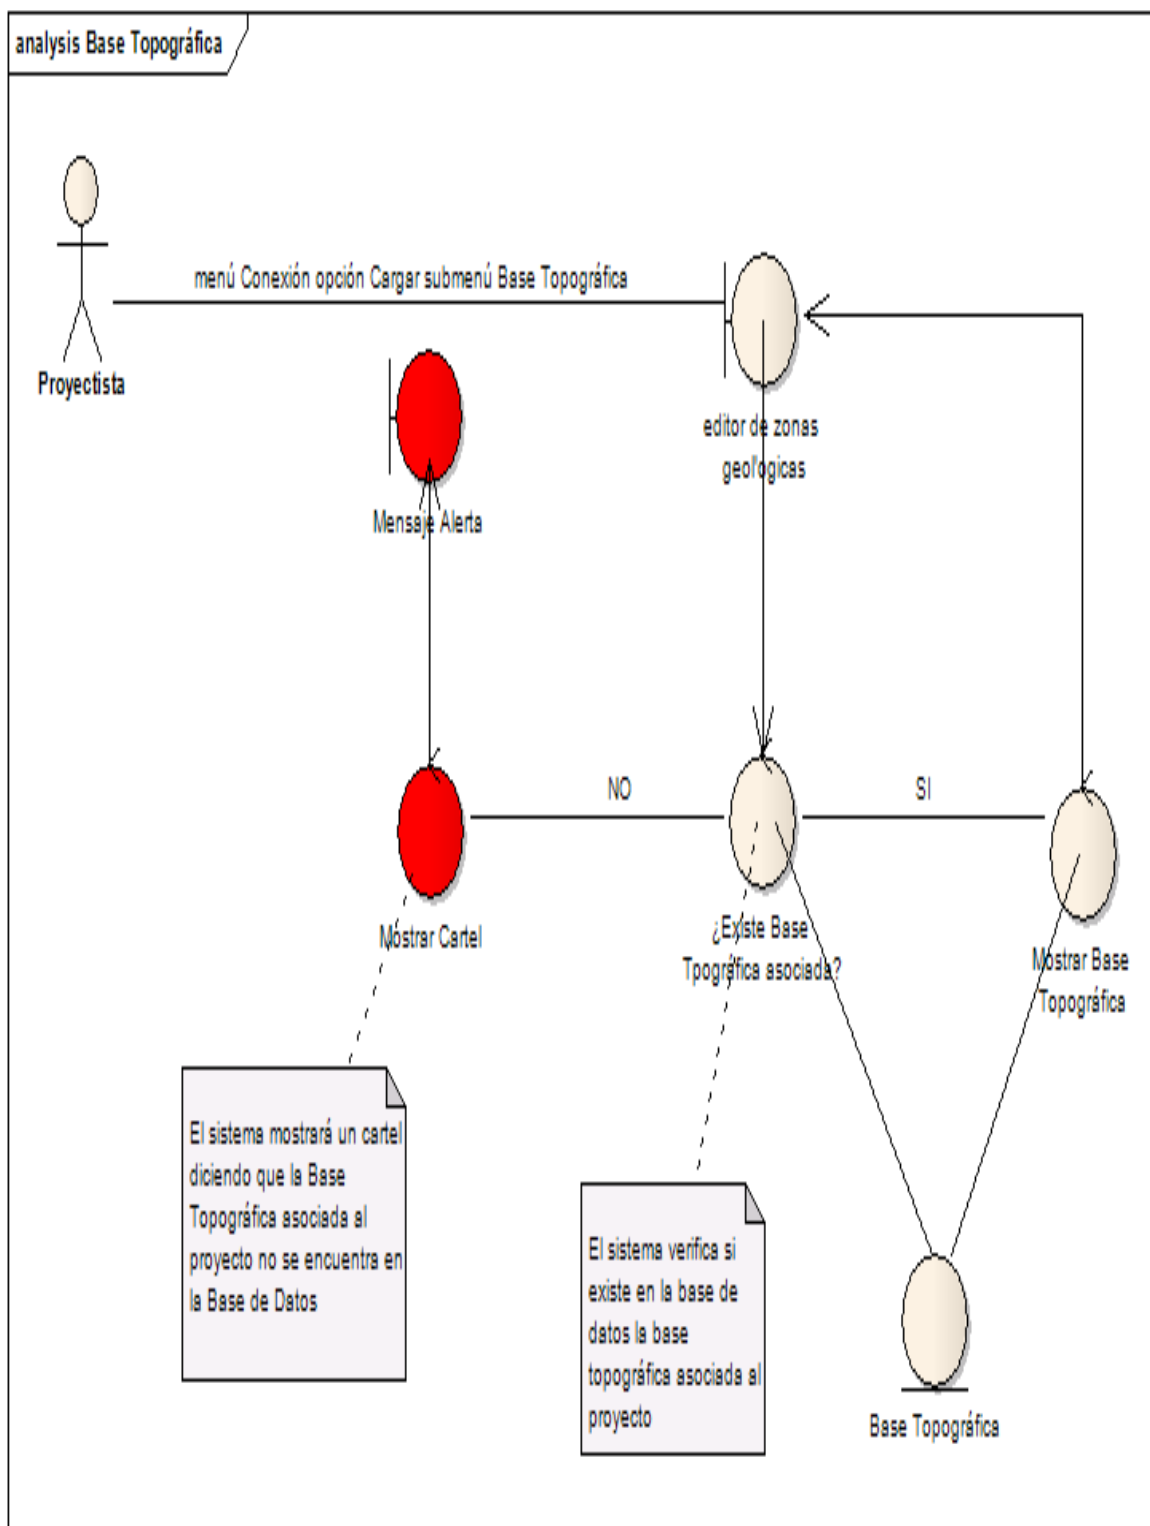 analysis Base Topográfica
menú Conexión opción Cargar submenú Base Topográfica
Proyectista
editor de zonas
geol'ogicas
Mensaje Alerta
NO
SI
Mostrar Cartel
¿Existe Base
Tpográfica asociada?
Mostrar Base
Topográfica
El sistema mostrará un cartel
diciendo que la Base
Topográfica asociada al
proyecto no se encuentra en
la Base de Datos
El sistema verifica si
existe en la base de
datos la base
topográfica asociada al
proyecto
Base Topográfica